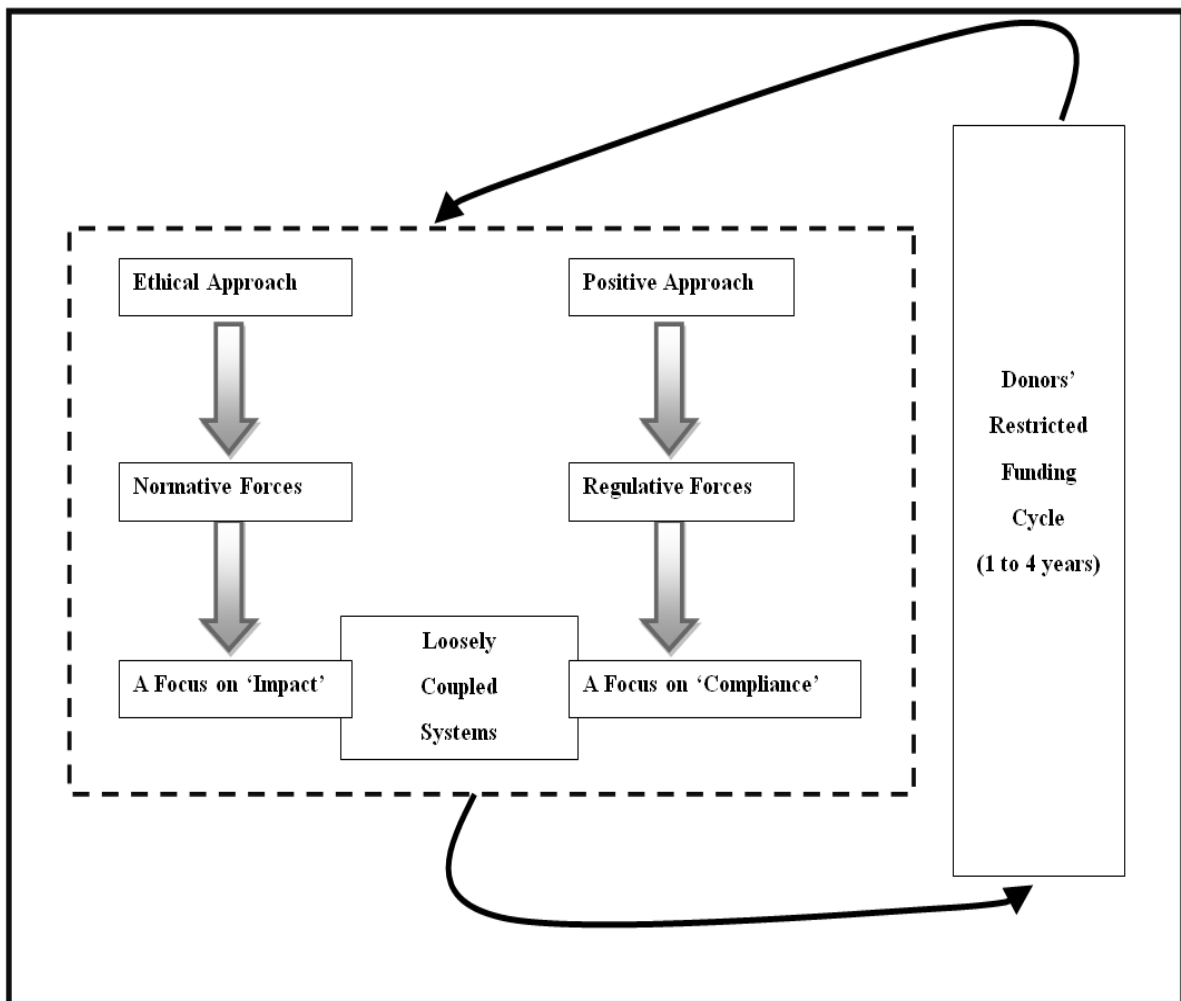 Ethical Approach
Positive Approach
Normative Forces
Regulative Forces
A Focus on ‘Impact’
Loosely
Coupled
Systems
A Focus on ‘Compliance’
Donors’
Restricted
Funding
Cycle
(1 to 4 years)